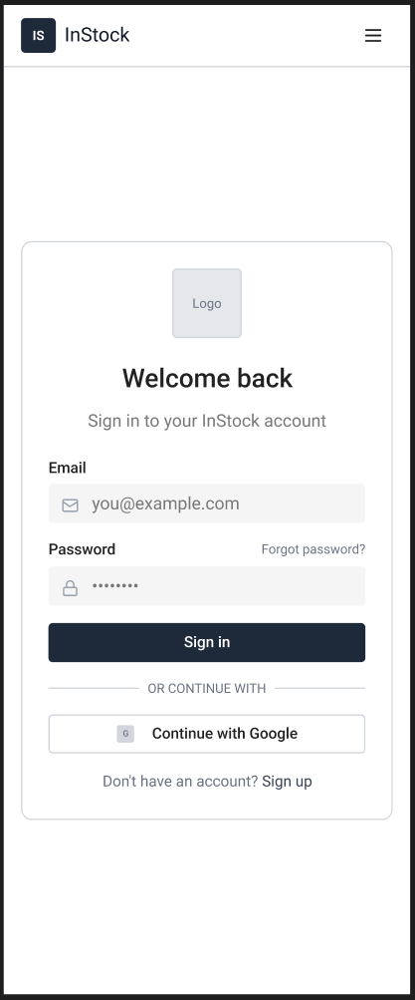 IS InStock
Logo
Welcome back
Sign in to your InStock account
Email
you@example.com
Password Forgot password?
••••••••
Sign in
OR CONTINUE WITH
G Continue with Google
Don't have an account? Sign up